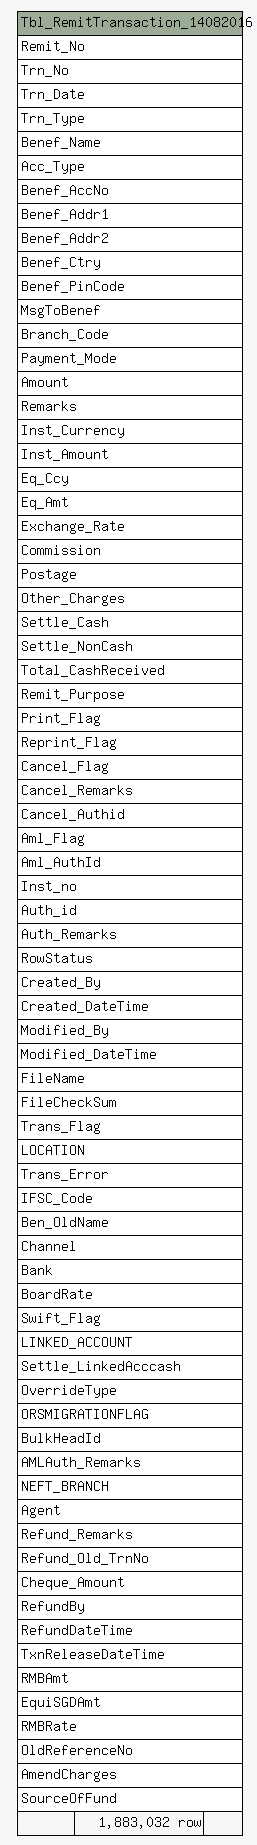 Tbl_RemitTransaction_14082016
Remit_No
Trn_No
Trn_Date
Trn_Type
Benef_Name
Acc_Type
Benef_AccNo
Benef_Addr1
Benef_Addr2
Benef_Ctry
Benef_PinCode
MsgToBenef
Branch_Code
Payment_Mode
Amount
Remarks
Inst_Currency
Inst_Amount
Eq_Ccy
Eq_Amt
Exchange_Rate
Commission
Postage
Other_Charges
Settle_Cash
Settle_NonCash
Total_CashReceived
Remit_Purpose
Print_Flag
Reprint_Flag
Cancel_Flag
Cancel_Remarks
Cancel_Authid
Aml_Flag
Aml_AuthId
Inst_no
Auth_id
Auth_Remarks
RowStatus
Created_By
Created_DateTime
Modified_By
Modified_DateTime
FileName
FileCheckSum
Trans_Flag
LOCATION
Trans_Error
IFSC_Code
Ben_OldName
Channel
Bank
BoardRate
Swift_Flag
LINKED_ACCOUNT
Settle_LinkedAcccash
OverrideType
ORSMIGRATIONFLAG
BulkHeadId
AMLAuth_Remarks
NEFT_BRANCH
Agent
Refund_Remarks
Refund_Old_TrnNo
Cheque_Amount
RefundBy
RefundDateTime
TxnReleaseDateTime
RMBAmt
EquiSGDAmt
RMBRate
OldReferenceNo
AmendCharges
SourceOfFund
1,883,032 row